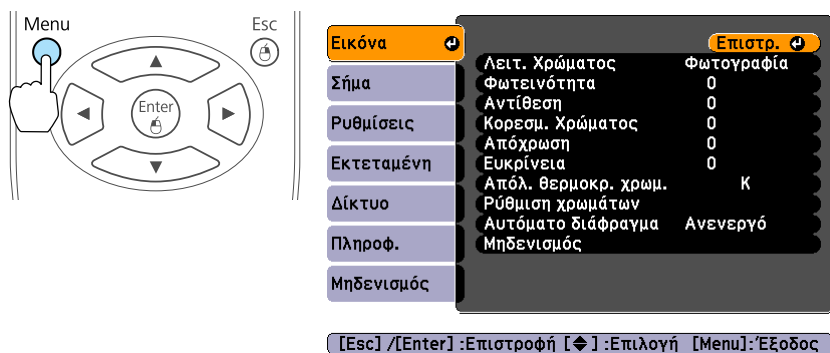 Menu
Esc
Enter
Εικόνα
Σήμα
Ρυθμίσεις
Εκτεταμένη
Δίκτυο
Πληροφ.
Μηδενισμός
Επιστρ.
Λειτ. Χρώματος Φωτογραφία
Φωτεινότητα 0
Αντίθεση 0
Κορεσμ. Χρώματος 0
Απόχρωση 0
Ευκρίνεια 0
Απόλ. θερμοκρ. χρωμ. K
Ρύθμιση χρωμάτων
Αυτόματο διάφραγμα Ανενεργό
Μηδενισμός
[Esc] /[Enter] :Επιστροφή [◆] :Επιλογή [Menu]:Έξοδος